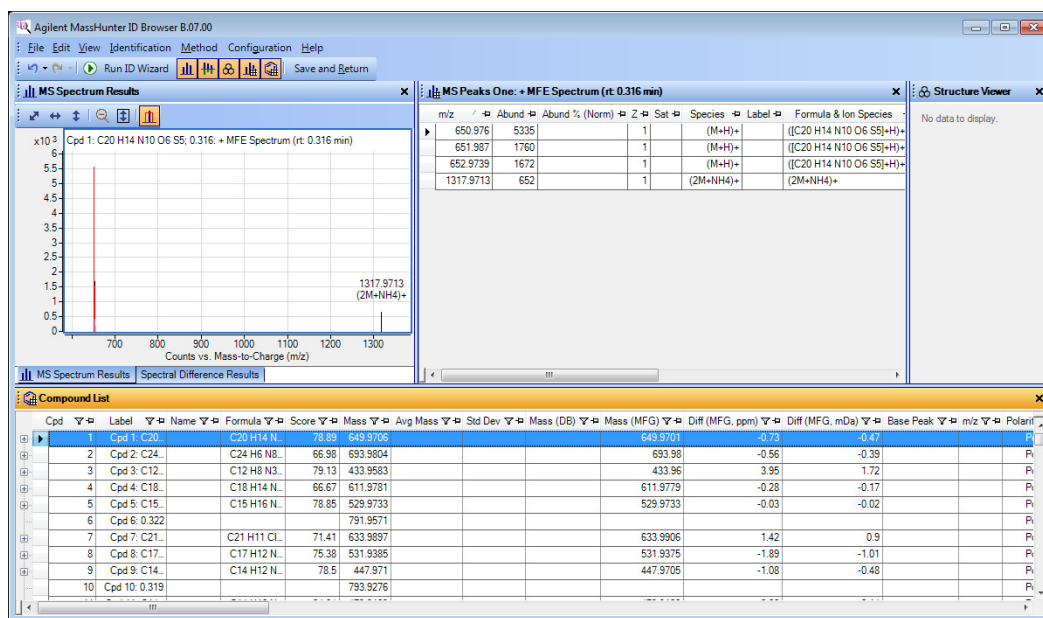 Agilent MassHunter ID Browser B.07.00
File Edit View Identification Method Configuration Help
Run ID Wizard Save and Return
MS Spectrum Results
x10 3 Cpd 1: C20 H14 N10 O6 S5; 0.316: + MFE Spectrum (rt: 0.316 min)
6
5.5
5
4.5
4
3.5
3
2.5
2
1.5
1
0.5
0
1317.9713
(2M+NH4)+
700 800 900 1000 1100 1200 1300
Counts vs. Mass-to-Charge (m/z)
MS Spectrum Results Spectral Difference Results
MS Peaks One: + MFE Spectrum (rt: 0.316 min)
m/z Abund Abund % (Norm) Z Sat Species Label Formula & Ion Species
650.976 5335 1 (M+H)+ ([C20 H14 N10 O6 S5]+H)+
651.987 1760 1 (M+H)+ ([C20 H14 N10 O6 S5]+H)+
652.9739 1672 1 (M+H)+ ([C20 H14 N10 O6 S5]+H)+
1317.9713 652 1 (2M+NH4)+ (2M+NH4)+
Structure Viewer
No data to display.
Compound List
Cpd Label Name Formula Score Mass Avg Mass Std Dev Mass (DB) Mass (MFG) Diff (MFG, ppm) Diff (MFG, mDa) Base Peak m/z Polarit
1 Cpd 1: C20... C20 H14 N... 78.89 649.9706 649.9701 -0.73 -0.47
2 Cpd 2: C24... C24 H6 N8... 66.98 693.9804 693.98 -0.56 -0.39
3 Cpd 3: C12... C12 H8 N3... 79.13 433.9583 433.96 3.95 1.72
4 Cpd 4: C18... C18 H14 N... 66.67 611.9781 611.9779 -0.28 -0.17
5 Cpd 5: C15... C15 H16 N... 78.85 529.9733 529.9733 -0.03 -0.02
6 Cpd 6: 0.322 791.9571
7 Cpd 7: C21... C21 H11 Cl... 71.41 633.9897 633.9906 1.42 0.9
8 Cpd 8: C17... C17 H12 N... 75.38 531.9385 531.9375 -1.89 -1.01
9 Cpd 9: C14... C14 H12 N... 78.5 447.971 447.9705 -1.08 -0.48
10 Cpd 10: 0.319 793.9276